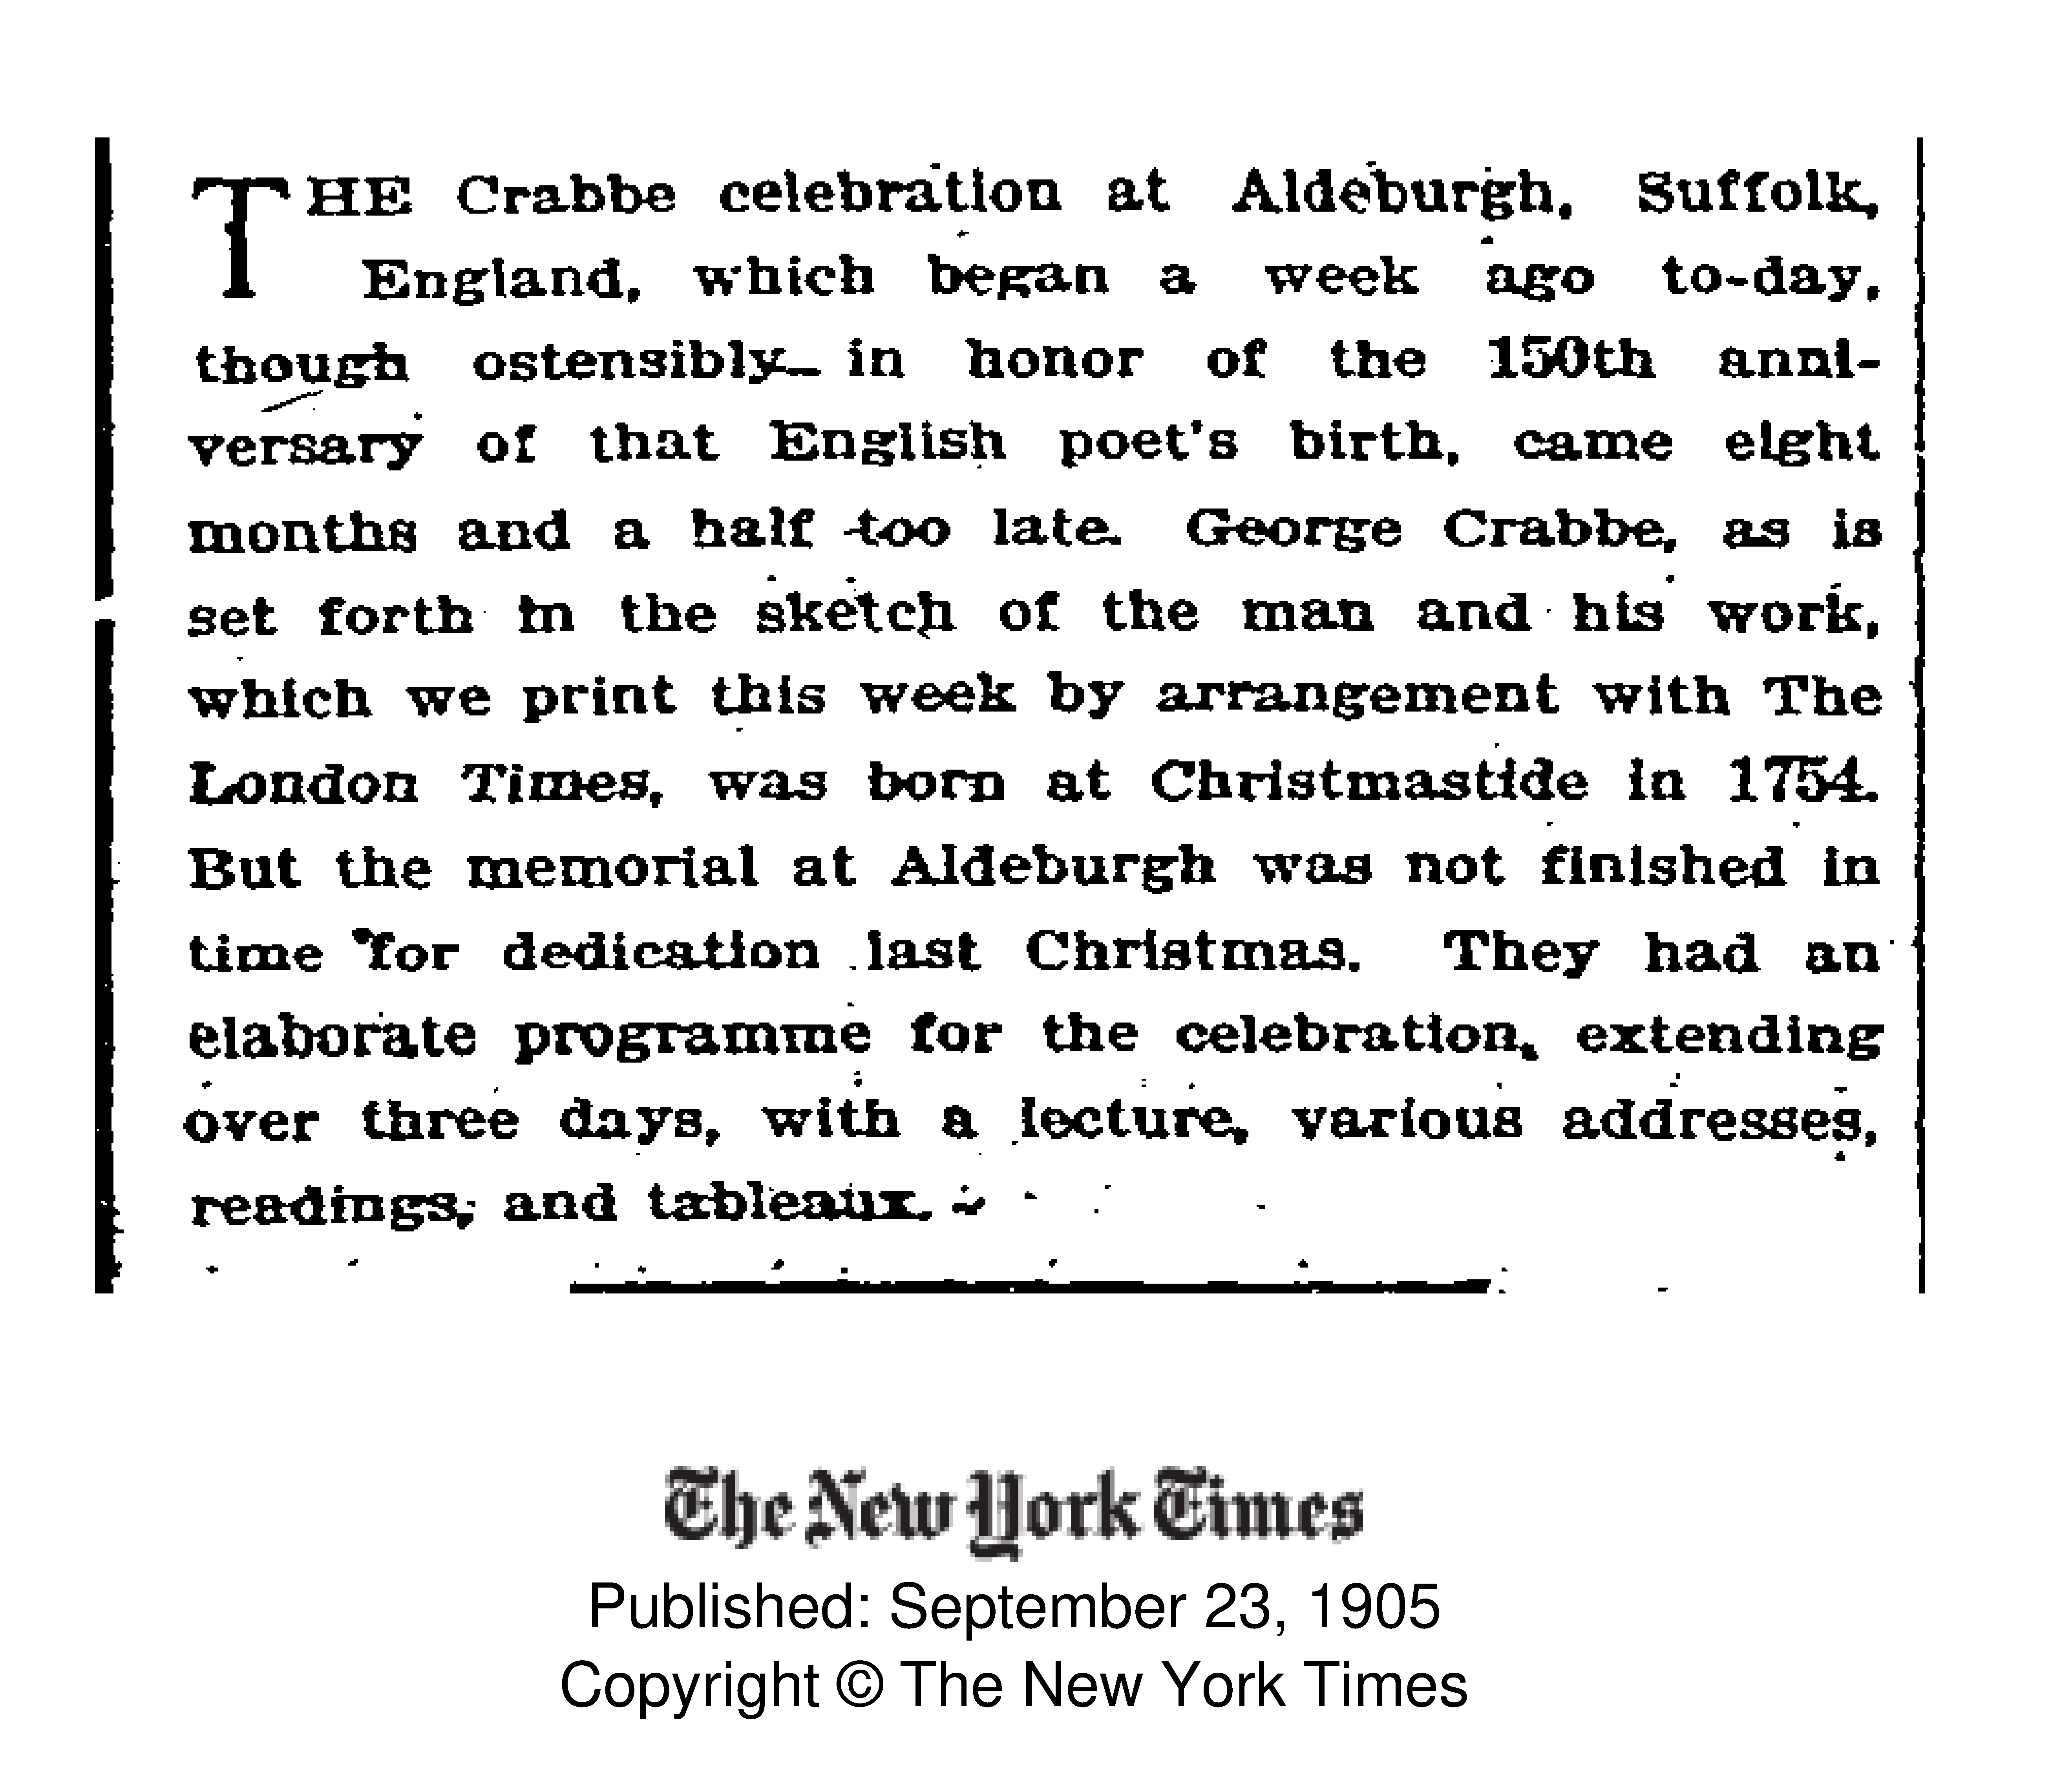 THE Crabbe celebration at Aldeburgh, Suffolk,
England, which began a week ago to-day,
though ostensibly in honor of the 150th anni-
versary of that English poet's birth, came eight
months and a half too late. George Crabbe, as is
set forth in the sketch of the man and his work,
which we print this week by arrangement with The
London Times, was born at Christmastide in 1754.
But the memorial at Aldeburgh was not finished in
time for dedication last Christmas. They had an
elaborate programme for the celebration, extending
over three days, with a lecture, various addresses,
readings, and tableaux.
The New York Times
Published: September 23, 1905
Copyright © The New York Times